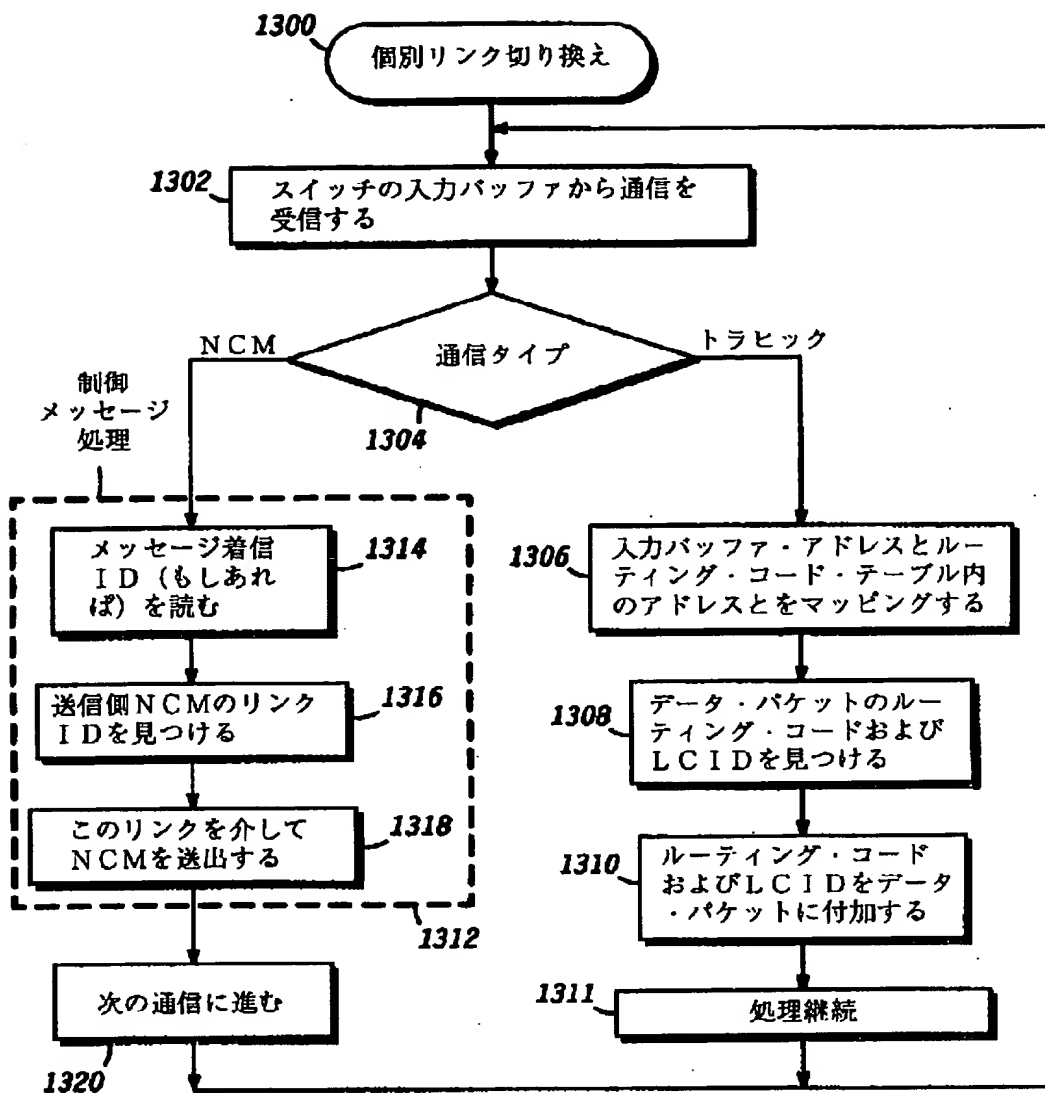 1300
個別リンク切り換え
1302
スイッチの入力バッファから通信を
受信する
NCM
通信タイプ
トラヒック
1304
制御
メッセージ
処理
メッセージ着信
ID(もしあれ
ば)を読む
1314
送信側NCMのリンク
IDを見つける
1316
このリンクを介して
NCMを送出する
1318
1312
次の通信に進む
1320
1306
入力バッファ・アドレスとルー
ティング・コード・テーブル内
のアドレスとをマッピングする
1308
データ・パケットのルー
ティング・コードおよび
LCIDを見つける
1310
ルーティング・コード
およびLCIDをデータ
・パケットに付加する
1311
処理継続